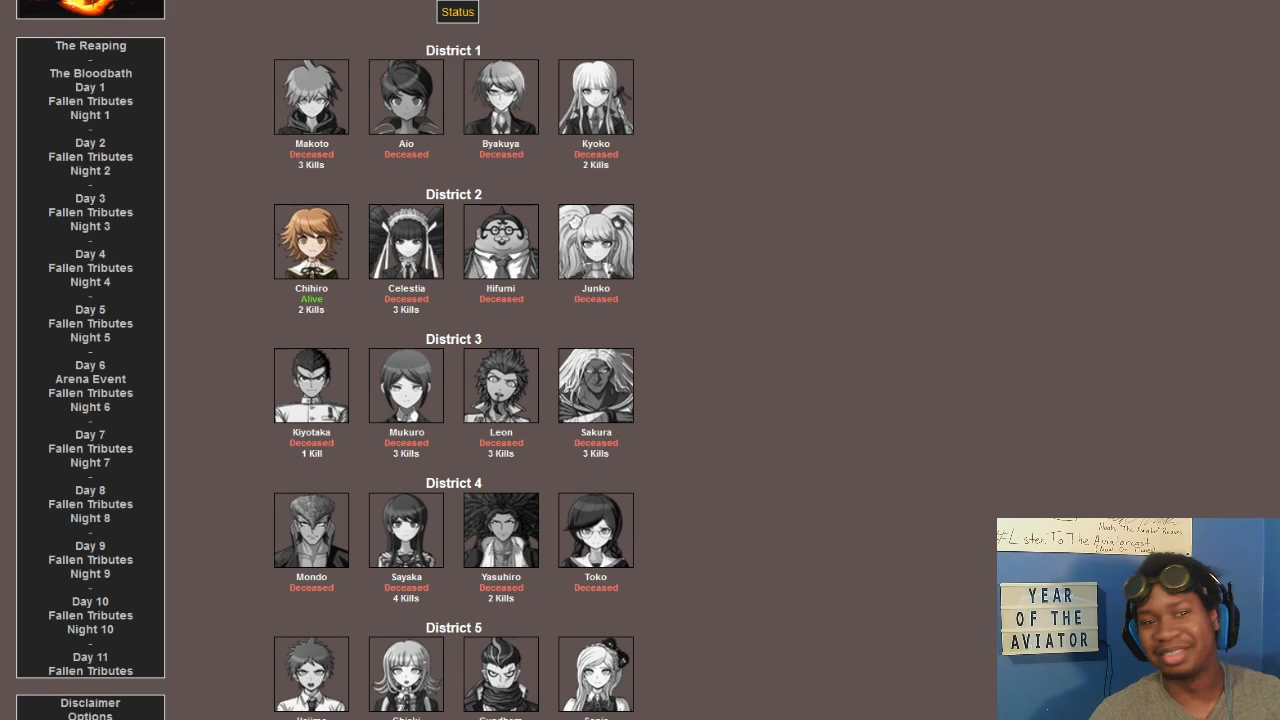 Status
The Reaping
-
The Bloodbath
Day 1
Fallen Tributes
Night 1
-
Day 2
Fallen Tributes
Night 2
-
Day 3
Fallen Tributes
Night 3
-
Day 4
Fallen Tributes
Night 4
-
Day 5
Fallen Tributes
Night 5
-
Day 6
Arena Event
Fallen Tributes
Night 6
-
Day 7
Fallen Tributes
Night 7
-
Day 8
Fallen Tributes
Night 8
-
Day 9
Fallen Tributes
Night 9
-
Day 10
Fallen Tributes
Night 10
-
Day 11
Fallen Tributes
Disclaimer
Options
District 1
Makoto Aio Byakuya Kyoko
Deceased Deceased Deceased Deceased
3 Kills 2 Kills
District 2
Chihiro Celestia Hifumi Junko
Alive Deceased Deceased Deceased
2 Kills 3 Kills
District 3
Kiyotaka Mukuro Leon Sakura
Deceased Deceased Deceased Deceased
1 Kill 3 Kills 3 Kills 3 Kills
District 4
Mondo Sayaka Yasuhiro Toko
Deceased Deceased Deceased Deceased
4 Kills 2 Kills
District 5
Hajime Chiaki Gundham Sonia
YEAR
OF THE
AVIATOR